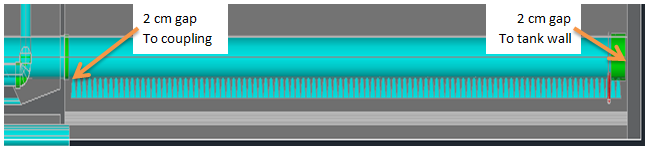 2 cm gap
To coupling
2 cm gap
To tank wall